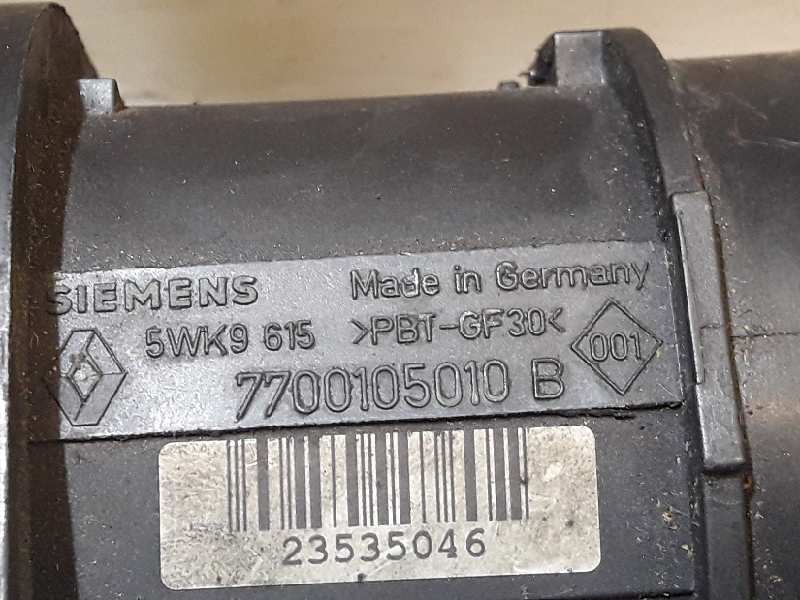 SIEMENS Made in Germany
5WK9 615 >PBT-GF30< 001
7700105010 B
23535046